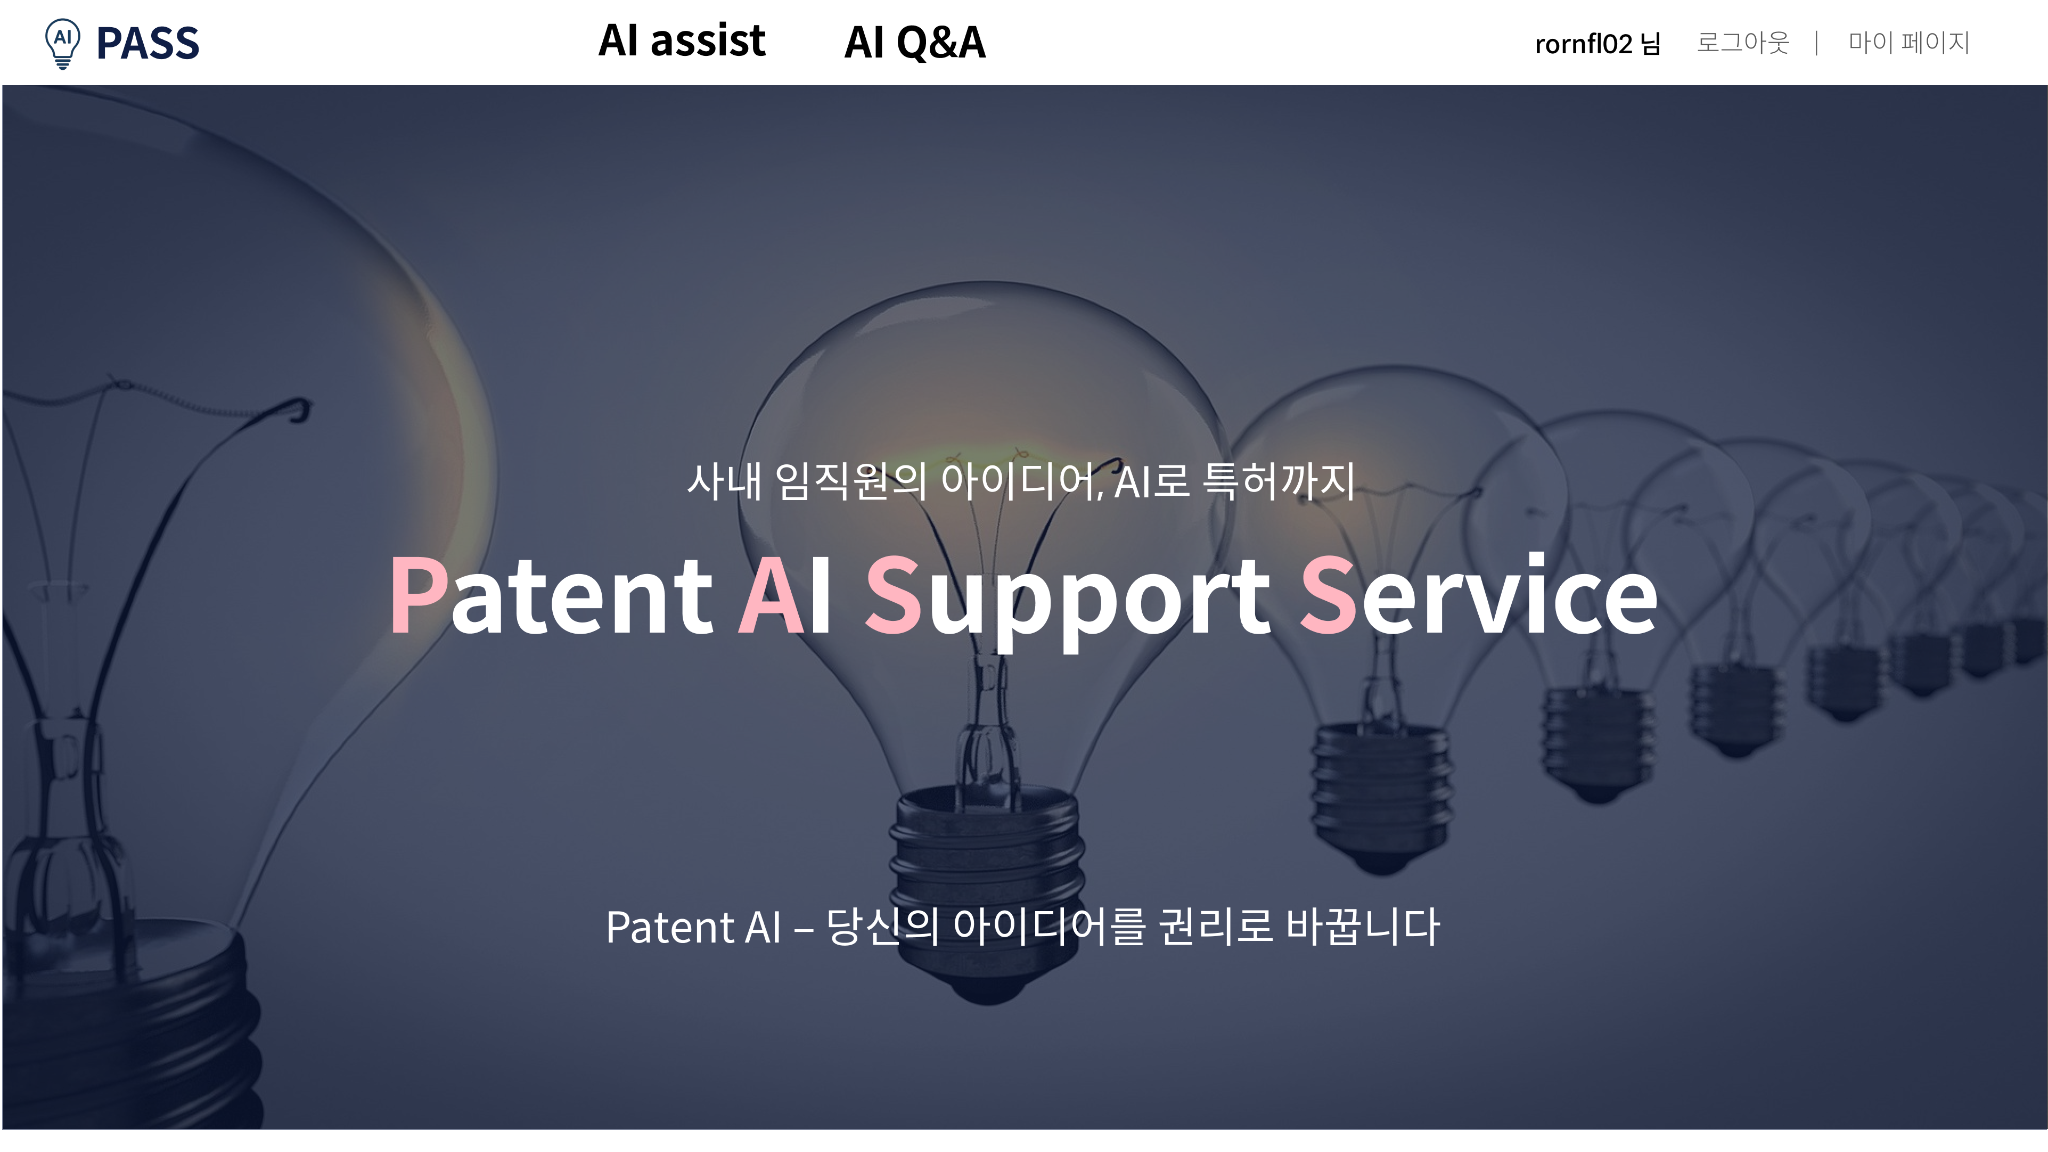 AI PASS
AI assist
AI Q&A
rornfl02 님
로그아웃 | 마이 페이지
사내 임직원의 아이디어, AI로 특허까지
Patent AI Support Service
Patent AI – 당신의 아이디어를 권리로 바꿉니다